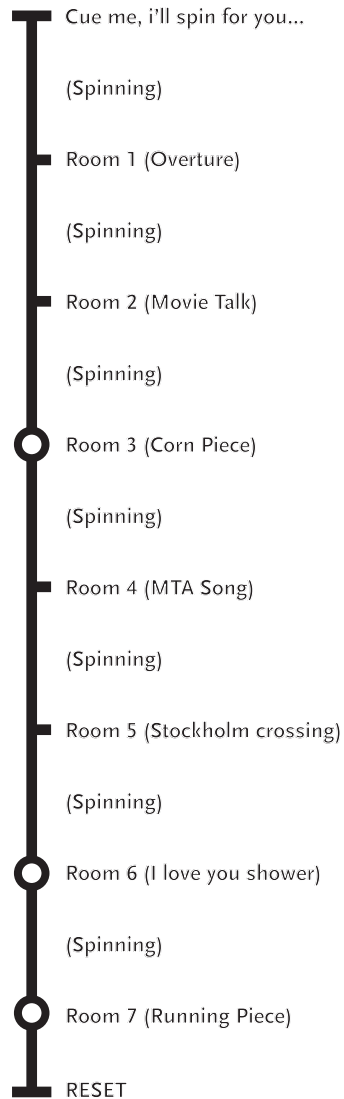 Cue me, i'll spin for you...
(Spinning)
Room 1 (Overture)
(Spinning)
Room 2 (Movie Talk)
(Spinning)
Room 3 (Corn Piece)
(Spinning)
Room 4 (MTA Song)
(Spinning)
Room 5 (Stockholm crossing)
(Spinning)
Room 6 (I love you shower)
(Spinning)
Room 7 (Running Piece)
RESET